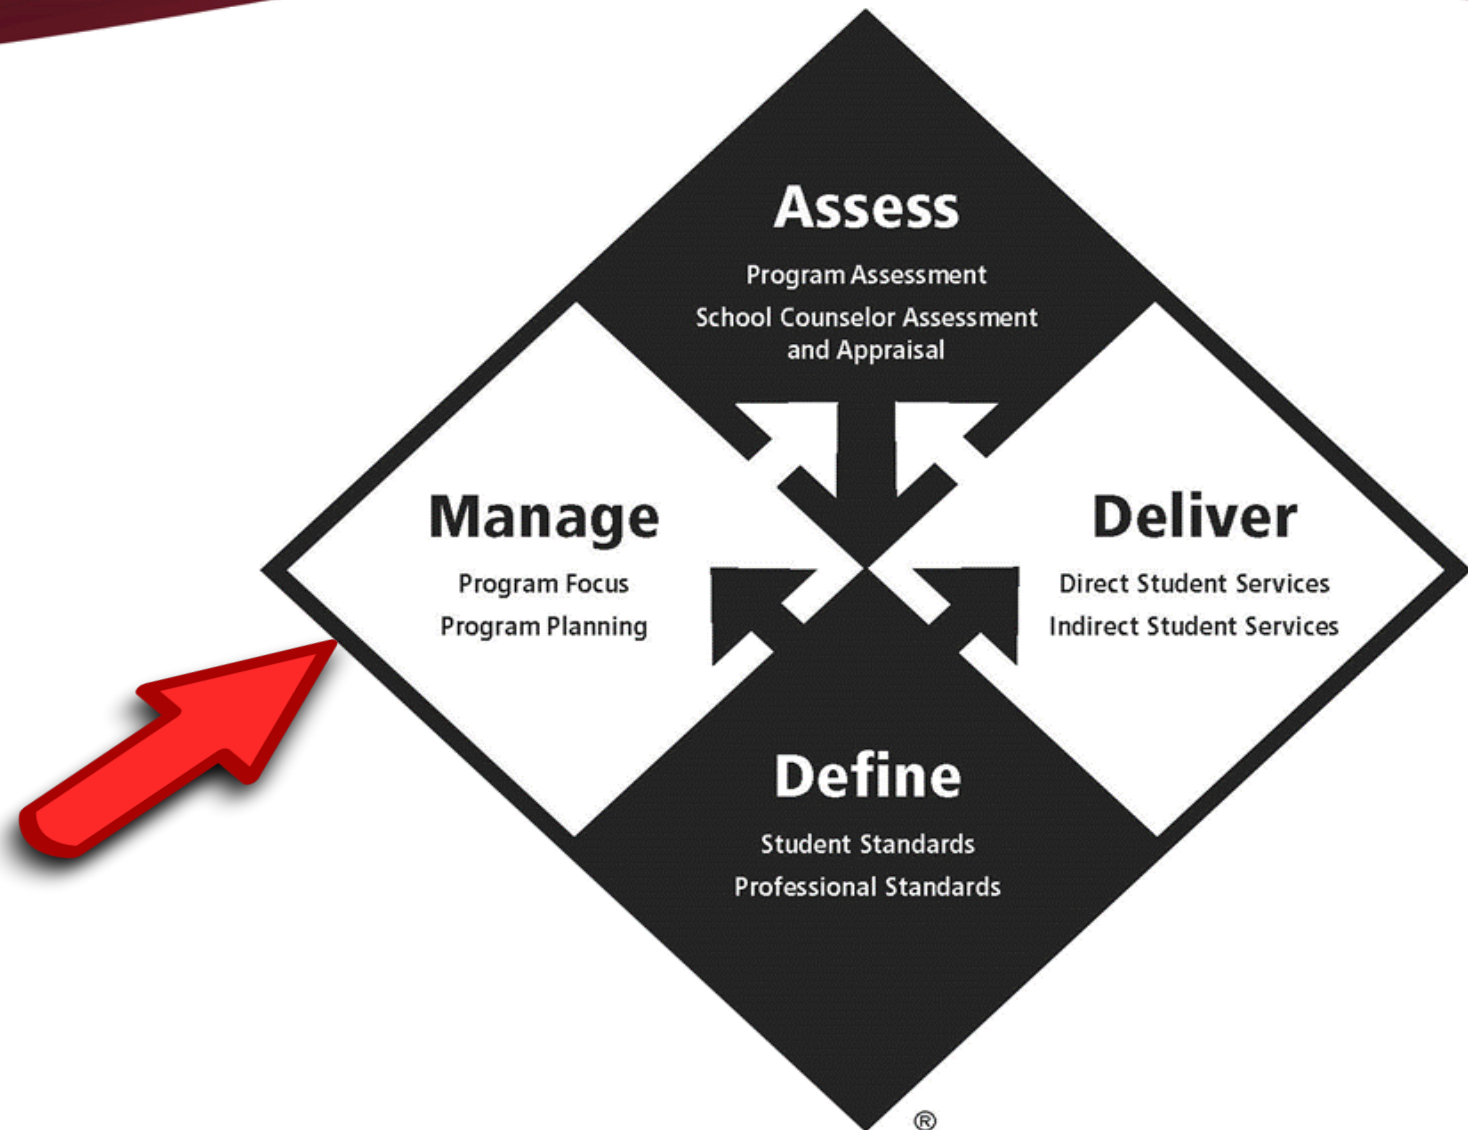 Assess
Program Assessment
School Counselor Assessment
and Appraisal
Manage
Program Focus
Program Planning
Deliver
Direct Student Services
Indirect Student Services
Define
Student Standards
Professional Standards
®